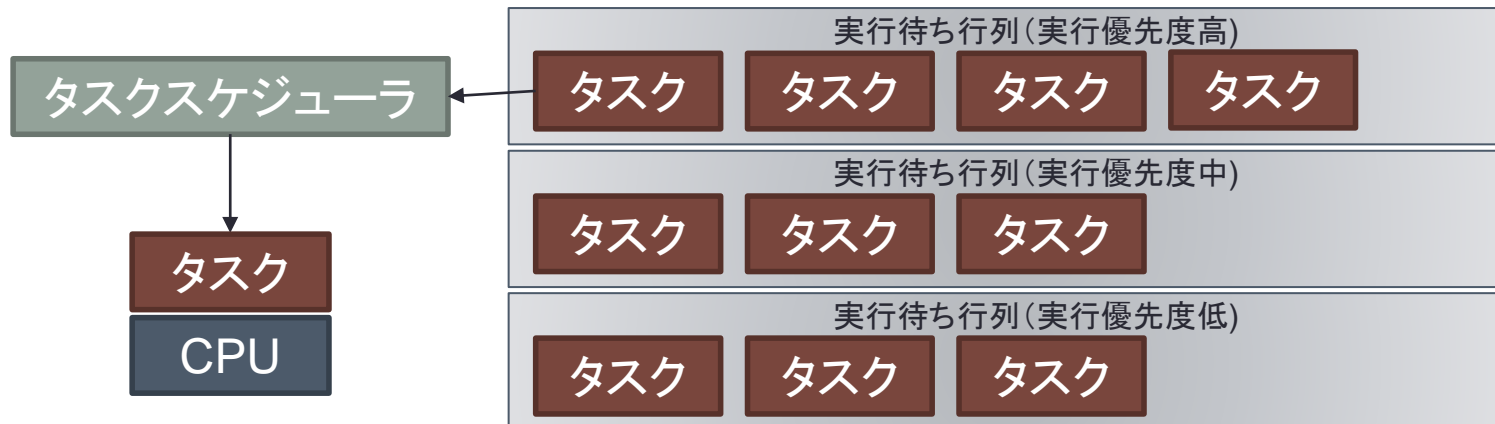 タスクスケジューラ
実行待ち行列（実行優先度高)
タスク タスク タスク タスク
実行待ち行列（実行優先度中)
タスク タスク タスク
実行待ち行列（実行優先度低)
タスク タスク タスク
タスク
CPU